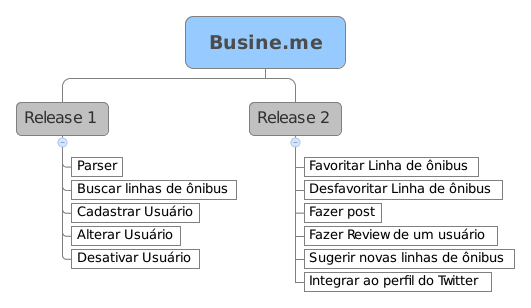 Busine.me
Release 1
Release 2
Parser
Buscar linhas de ônibus
Cadastrar Usuário
Alterar Usuário
Desativar Usuário
Favoritar Linha de ônibus
Desfavoritar Linha de ônibus
Fazer post
Fazer Review de um usuário
Sugerir novas linhas de ônibus
Integrar ao perfil do Twitter